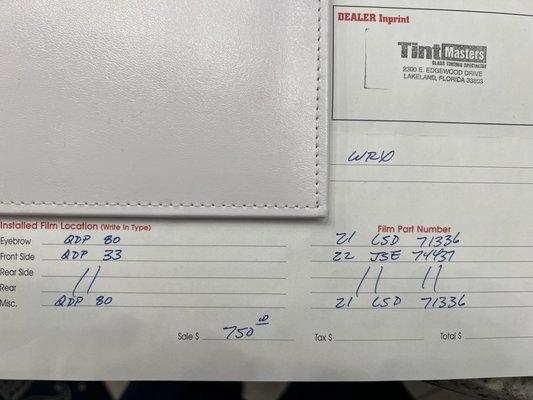 DEALER Inprint
Tint Masters
GLASS TINTING SPECIALIST
2300 E. EDGEWOOD DRIVE
LAKELAND, FLORIDA 33803
WRX
Installed Film Location (Write In Type) Film Part Number
Eyebrow QDP 80 21 CSD 71336
Front Side QDP 33 22 JSE 74437
Rear Side // // //
Rear
Misc. QDP 80 21 CSD 71336
Sale $ 750 00 Tax $ Total $